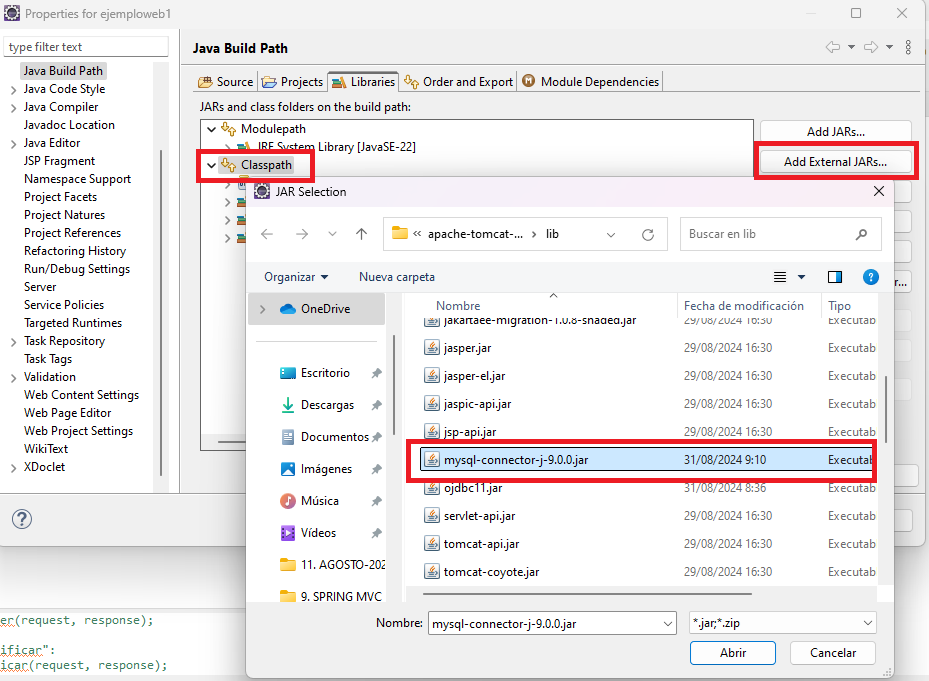 Properties for ejemploweb1
type filter text
Java Build Path
Java Code Style
Java Compiler
Javadoc Location
Java Editor
JSP Fragment
Namespace Support
Project Facets
Project Natures
Project References
Refactoring History
Run/Debug Settings
Server
Service Policies
Targeted Runtimes
Task Repository
Task Tags
Validation
Web Content Settings
Web Page Editor
Web Project Settings
WikiText
XDoclet
Java Build Path
Source Projects Libraries Order and Export Module Dependencies
JARs and class folders on the build path:
Modulepath
JRE System Library [JavaSE-22]
Classpath
Add JARs...
Add External JARs...
r...
JAR Selection
« apache-tomcat-... › lib
Buscar en lib
Organizar Nueva carpeta
OneDrive
Escritorio
Descargas
Documentos
Imágenes
Música
Vídeos
11. AGOSTO-202
9. SPRING MVC
Nombre Fecha de modificación Tipo
jakartaee-migration-1.0.8-shaded.jar 29/08/2024 16:30 Executab
jasper.jar 29/08/2024 16:30 Executab
jasper-el.jar 29/08/2024 16:30 Executab
jaspic-api.jar 29/08/2024 16:30 Executab
jsp-api.jar 29/08/2024 16:30 Executab
mysql-connector-j-9.0.0.jar 31/08/2024 9:10 Executab
ojdbc11.jar 31/08/2024 8:36 Executab
servlet-api.jar 29/08/2024 16:30 Executab
tomcat-api.jar 29/08/2024 16:30 Executab
tomcat-coyote.jar 29/08/2024 16:30 Executab
Nombre: mysql-connector-j-9.0.0.jar *.jar;*.zip
Abrir Cancelar
er(request, response);
ificar":
icar(request, response);